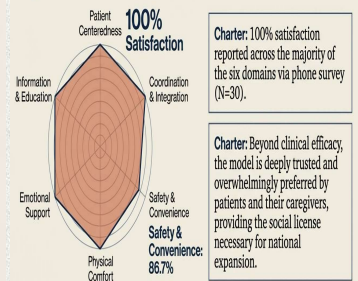 Patient
Centeredness
100%
Satisfaction
Information
& Education
Coordination
& Integration
Emotional
Support
Safety &
Convenience
Safety &
Convenience:
86.7%
Physical
Comfort
Charter: 100% satisfaction
reported across the majority of
the six domains via phone survey
(N=30).
Charter: Beyond clinical efficacy,
the model is deeply trusted and
overwhelmingly preferred by
patients and their caregivers,
providing the social license
necessary for national
expansion.